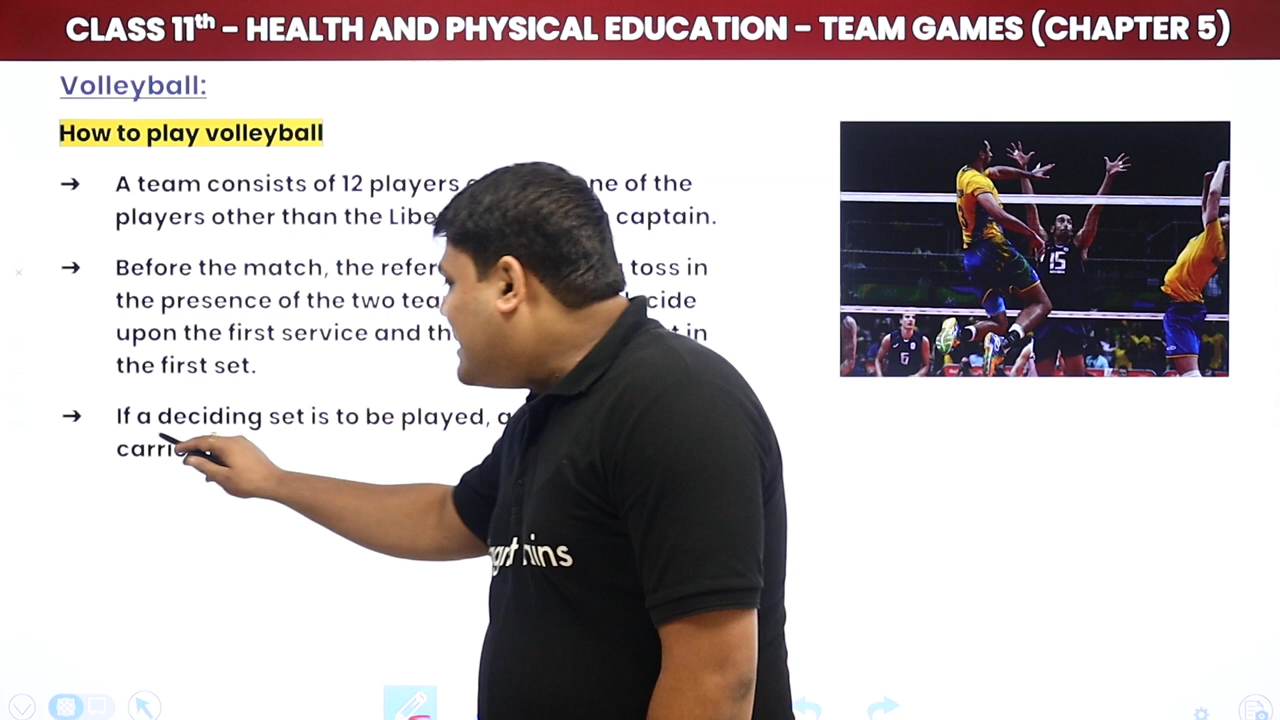 CLASS 11th – HEALTH AND PHYSICAL EDUCATION – TEAM GAMES (CHAPTER 5)
Volleyball:
How to play volleyball
→ A team consists of 12 players ne of the
players other than the Libe captain.
→ Before the match, the refer toss in
the presence of the two tea cide
upon the first service and th t in
the first set.
→ If a deciding set is to be played, a
carri
ins
15